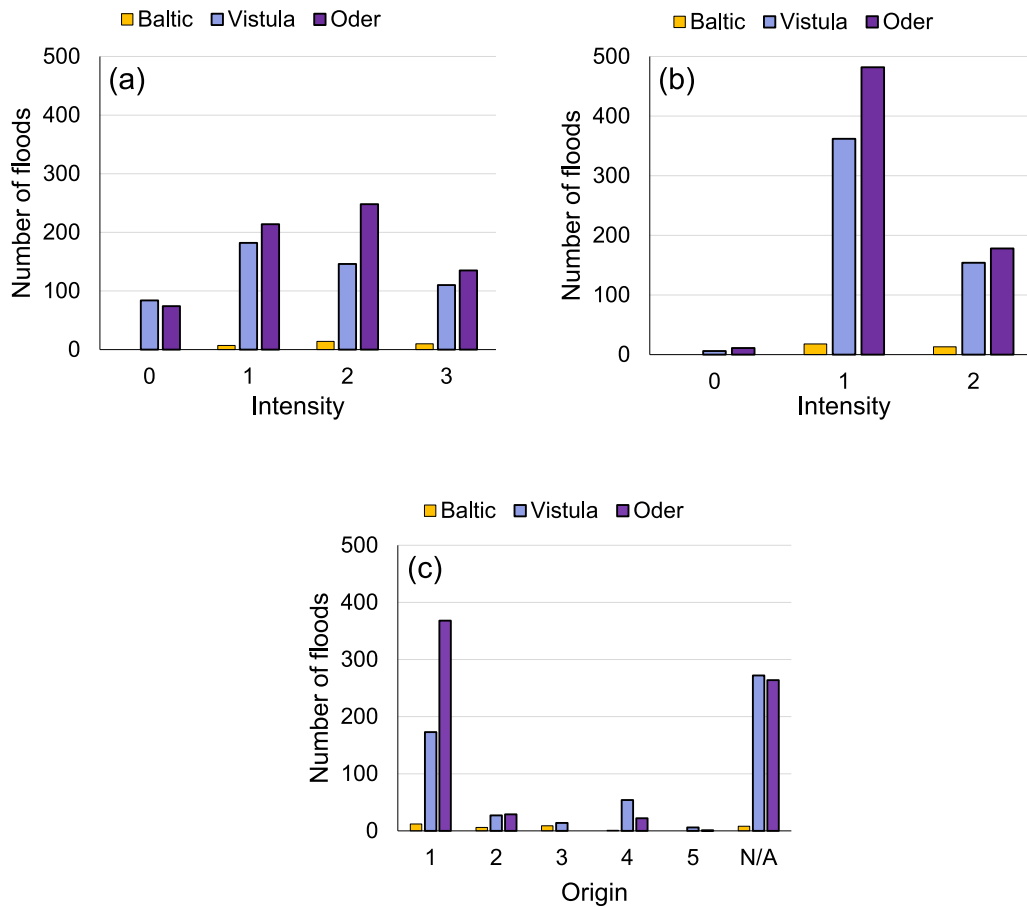 Baltic Vistula Oder
(a)
Number of floods
500
400
300
200
100
0
0 1 2 3
Intensity
Baltic Vistula Oder
(b)
Number of floods
500
400
300
200
100
0
0 1 2
Intensity
Baltic Vistula Oder
(c)
Number of floods
500
400
300
200
100
0
1 2 3 4 5 N/A
Origin